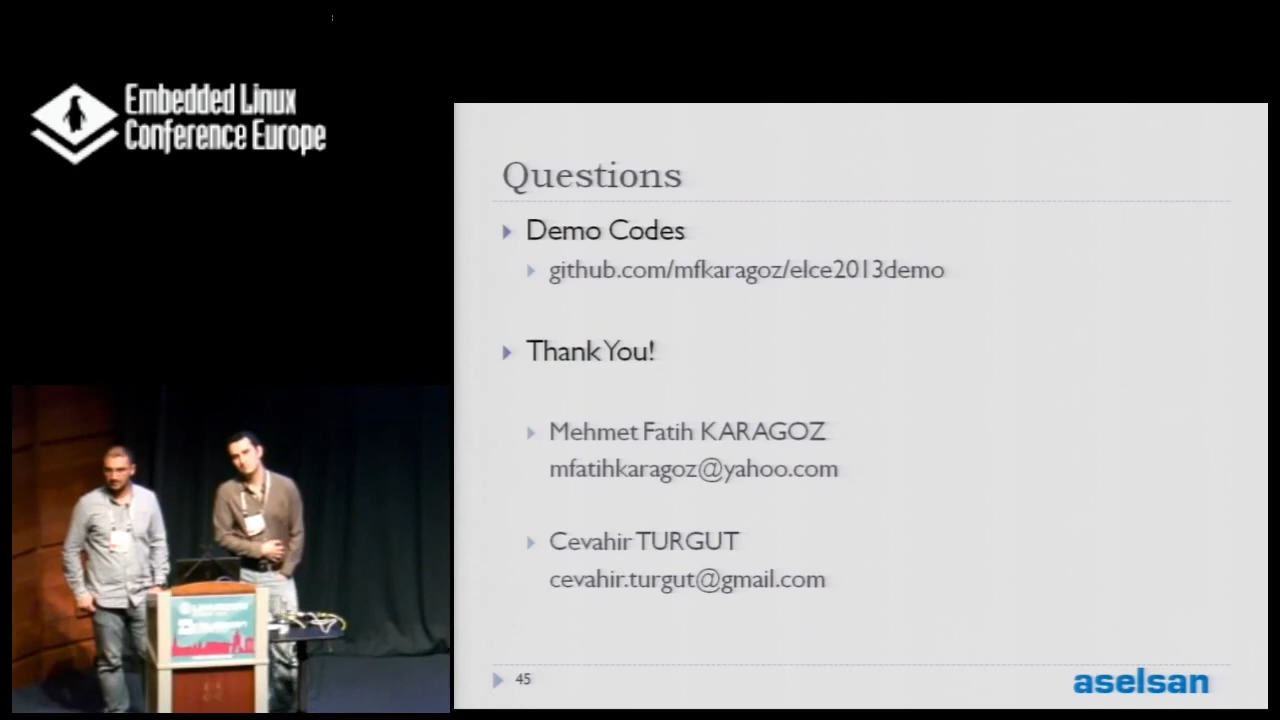 Embedded Linux
Conference Europe
Questions
Demo Codes
github.com/mfkaragoz/elce2013demo
Thank You!
Mehmet Fatih KARAGOZ
mfatihkaragoz@yahoo.com
Cevahir TURGUT
cevahir.turgut@gmail.com
45
aselsan